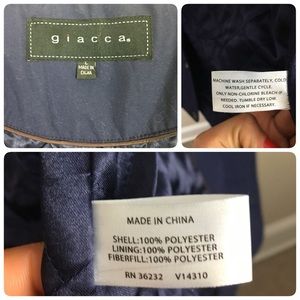 giacca®
L
MADE IN
CHINA
MACHINE WASH SEPARATELY, COLD
WATER,GENTLE CYCLE.
ONLY NON-CHLORINE BLEACH IF
NEEDED. TUMBLE DRY LOW.
COOL IRON IF NECESSARY.
MADE IN CHINA
SHELL:100% POLYESTER
LINING:100% POLYESTER
FIBERFILL:100% POLYESTER
RN 36232 V14310